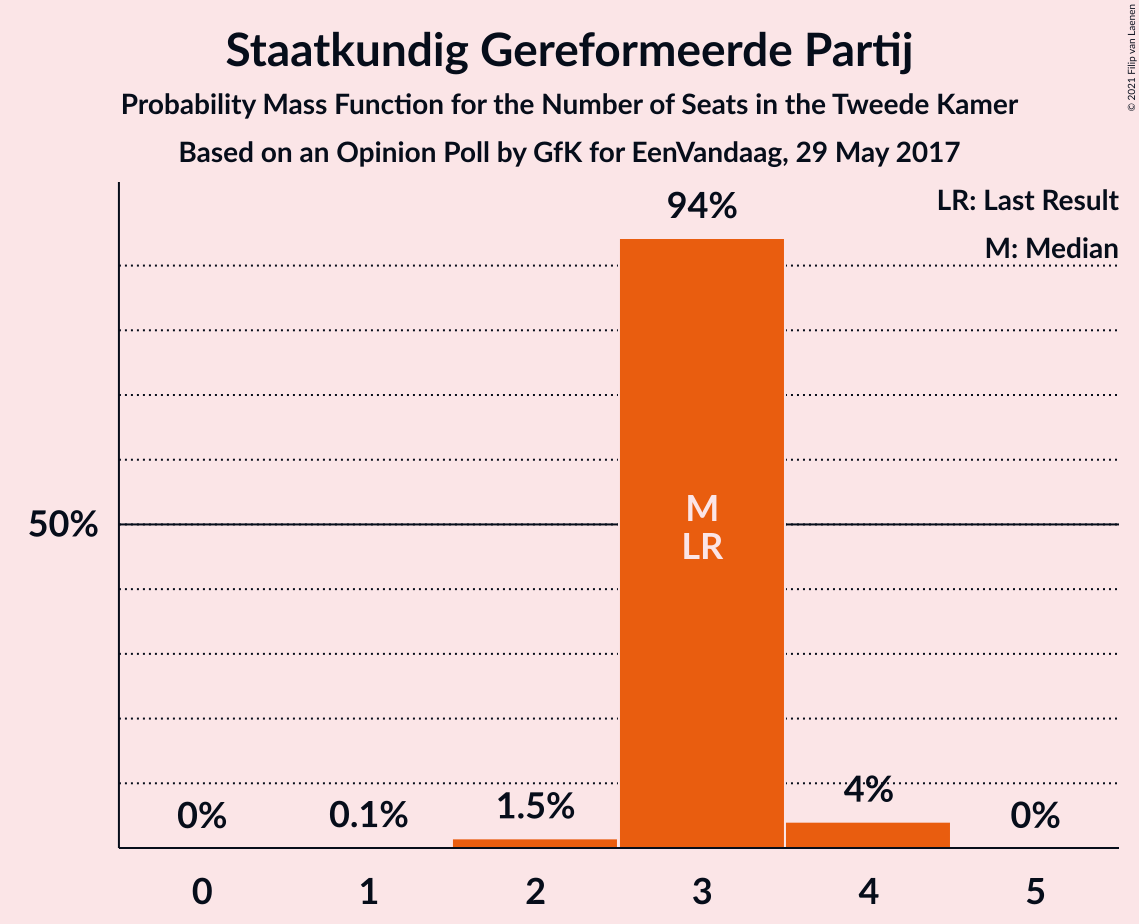 Staatkundig Gereformeerde Partij
Probability Mass Function for the Number of Seats in the Tweede Kamer
Based on an Opinion Poll by GfK for EenVandaag, 29 May 2017
© 2021 Filip van Laenen
LR: Last Result
M: Median
94%
50%
M
LR
0%
0.1%
1.5%
4%
0%
0
1
2
3
4
5